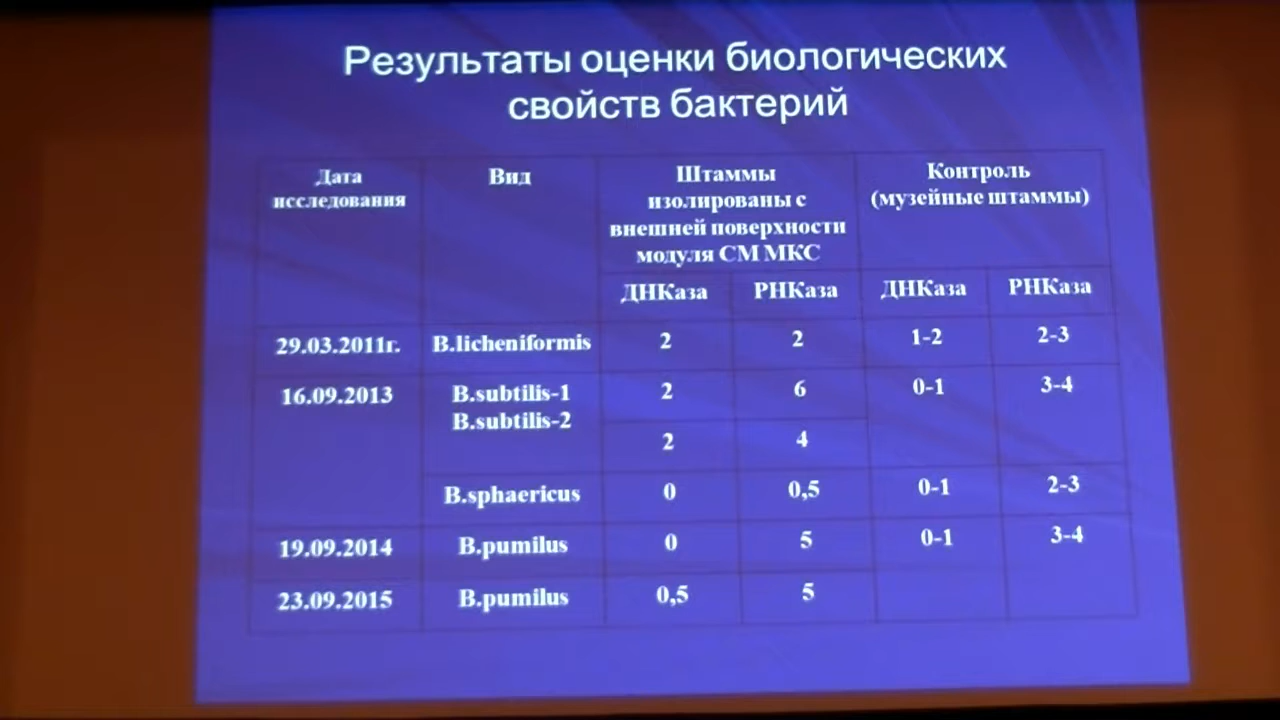 Результаты оценки биологических
свойств бактерий
Дата
исследования
Вид
Штаммы
изолированы с
внешней поверхности
модуля СМ МКС
Контроль
(музейные штаммы)
ДНКаза РНКаза ДНКаза РНКаза
29.03.2011г. B.licheniformis 2 2 1-2 2-3
16.09.2013 B.subtilis-1 2 6 0-1 3-4
B.subtilis-2
2 4
B.sphaericus 0 0,5 0-1 2-3
19.09.2014 B.pumilus 0 5 0-1 3-4
23.09.2015 B.pumilus 0,5 5